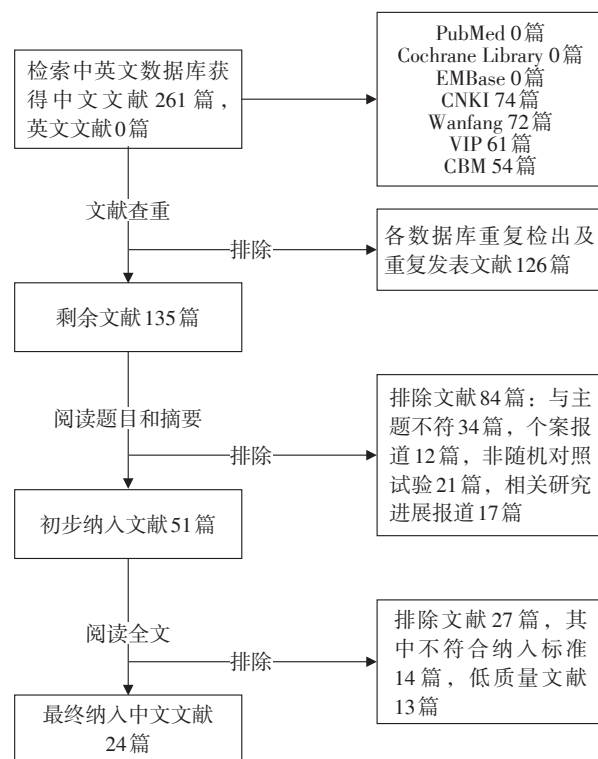 PubMed 0篇
Cochrane Library 0篇
EMBase 0篇
CNKI 74篇
Wanfang 72篇
VIP 61篇
CBM 54篇
检索中英文数据库获
得中文文献 261 篇，
英文文献0篇
文献查重
排除
各数据库重复检出及
重复发表文献126篇
剩余文献135篇
阅读题目和摘要
排除
排除文献84篇：与主
题不符34篇，个案报
道12篇，非随机对照
试验21篇，相关研究
进展报道17篇
初步纳入文献51篇
阅读全文
排除
排除文献 27 篇，其
中不符合纳入标准
14篇，低质量文献
13篇
最终纳入中文文献
24篇